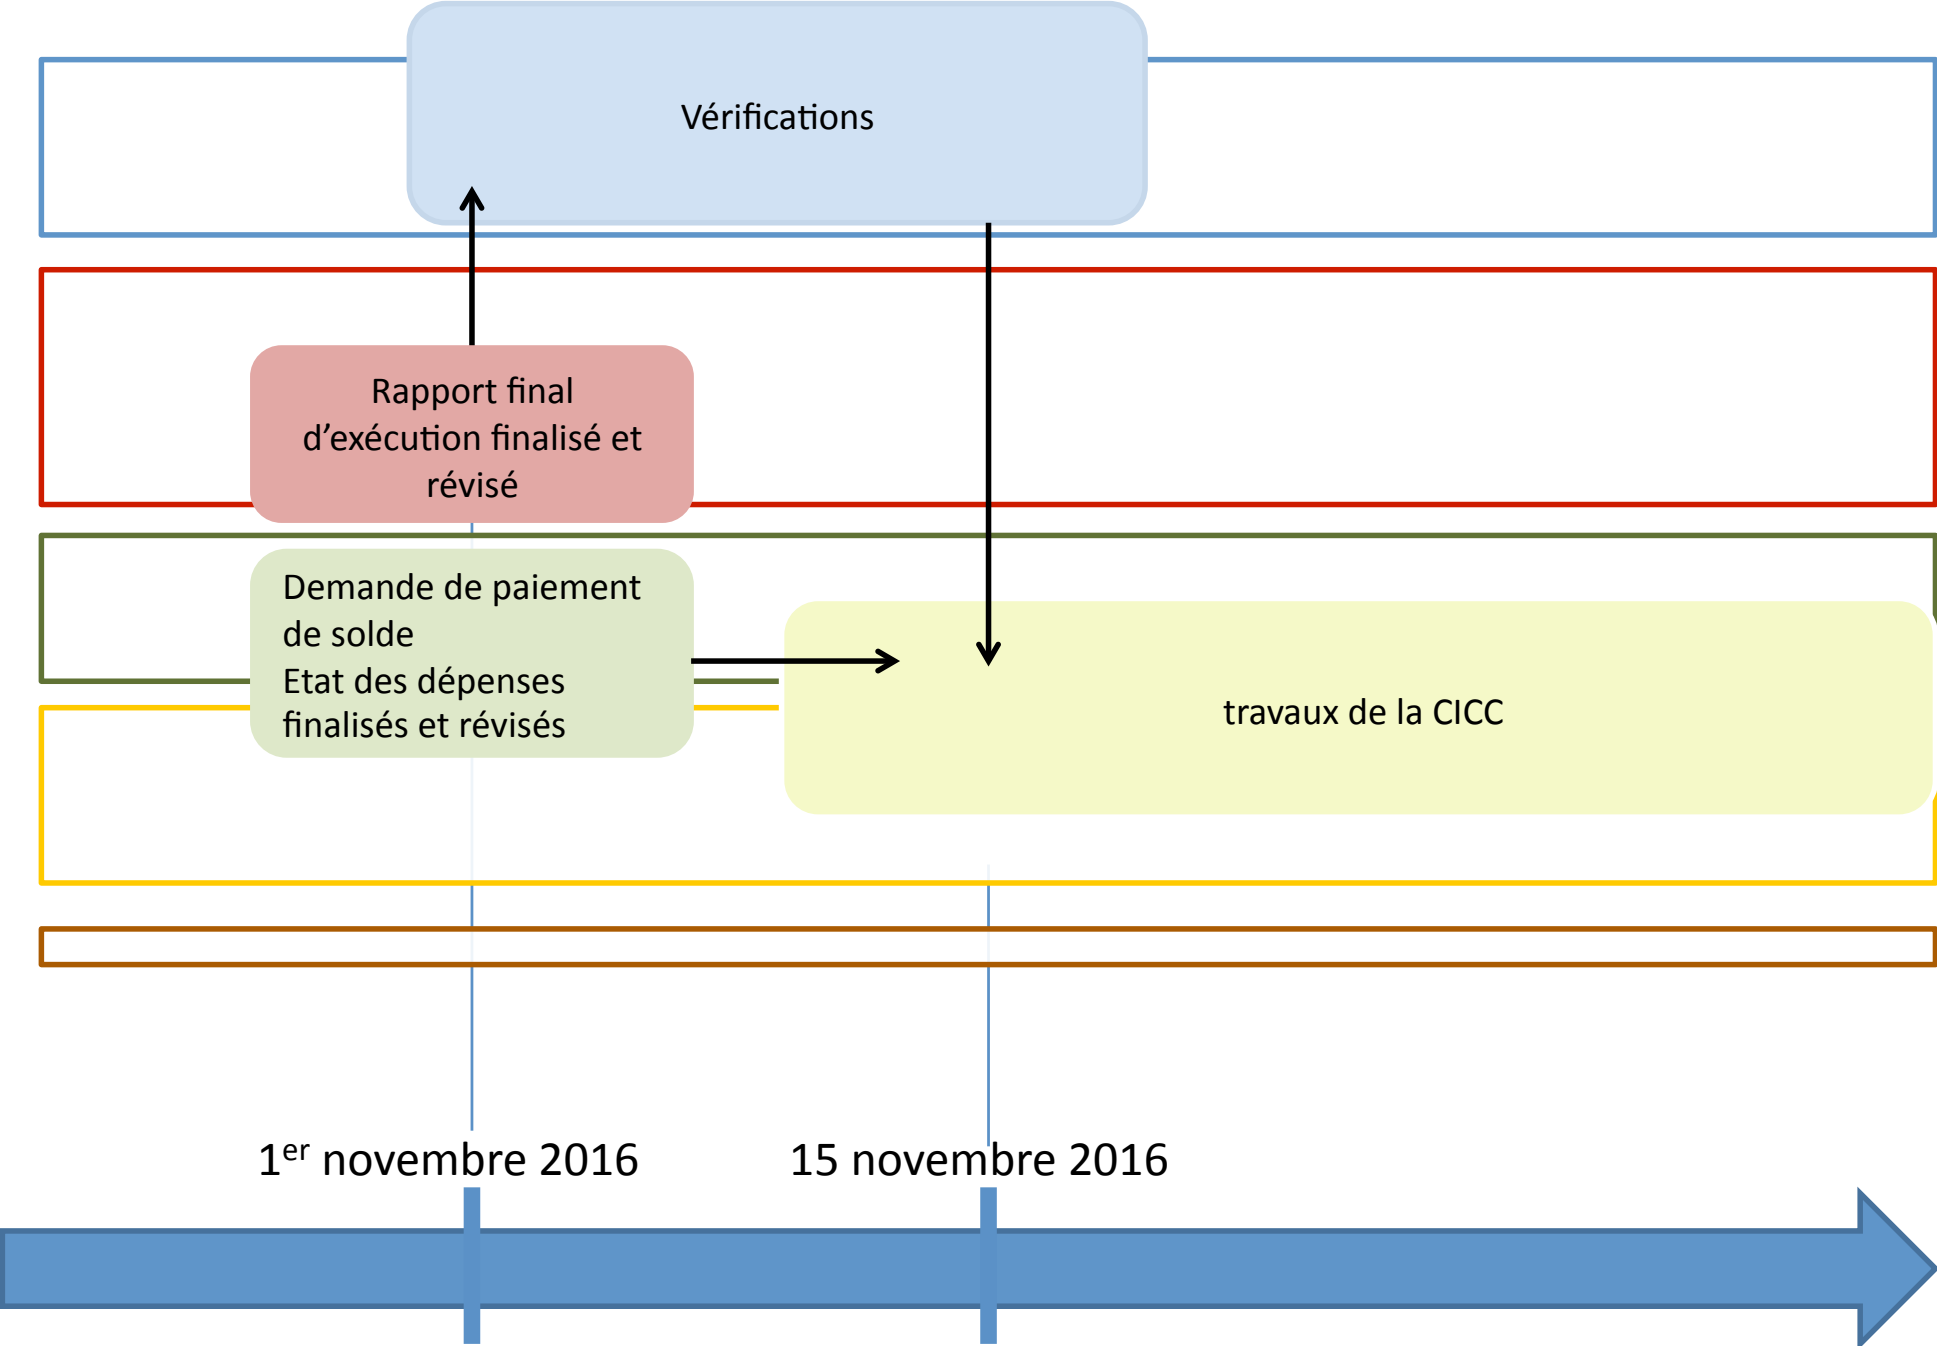 Vérifications
Rapport final
d’exécution finalisé et
révisé
Demande de paiement
de solde
Etat des dépenses
finalisés et révisés
travaux de la CICC
1er novembre 2016
15 novembre 2016